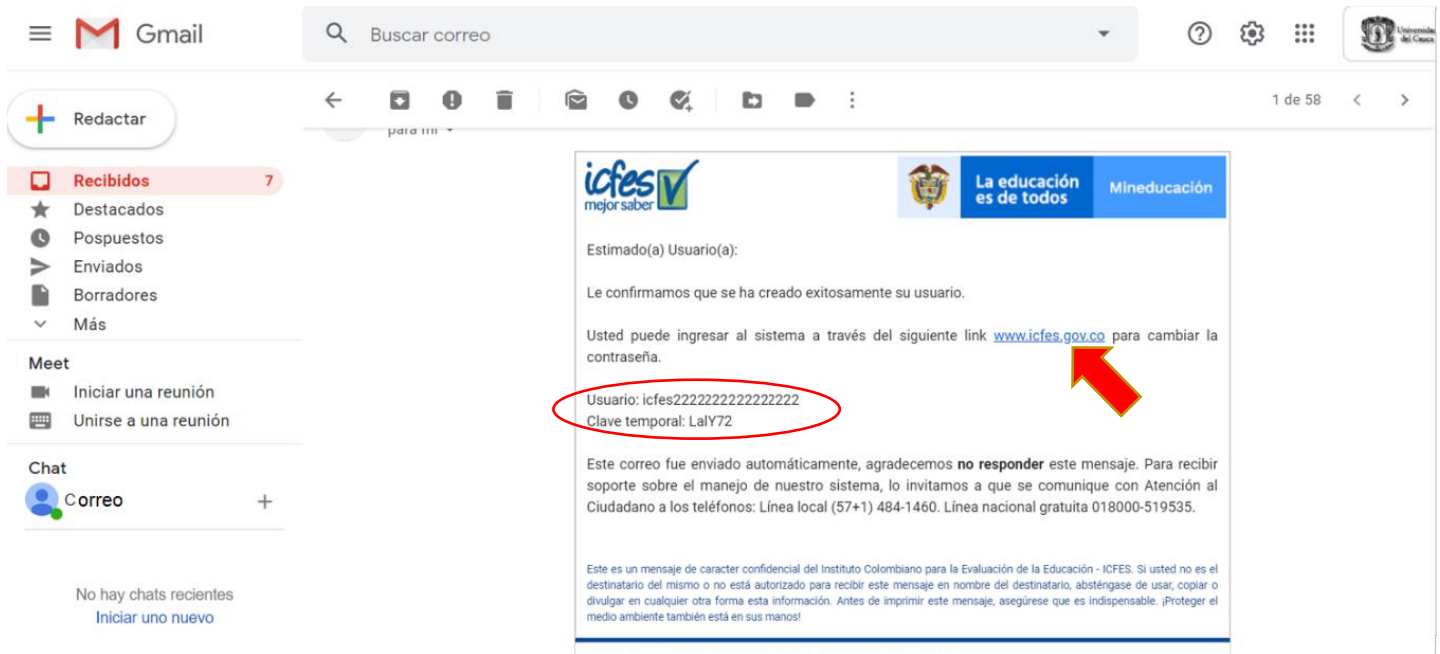 Gmail
Buscar correo
Universidad
del Cauca
Redactar
1 de 58
para mí
Recibidos 7
Destacados
Pospuestos
Enviados
Borradores
Más
Meet
Iniciar una reunión
Unirse a una reunión
Chat
Correo
No hay chats recientes
Iniciar uno nuevo
icfes
mejor saber
La educación
es de todos
Mineducación
Estimado(a) Usuario(a):
Le confirmamos que se ha creado exitosamente su usuario.
Usted puede ingresar al sistema a través del siguiente link www.icfes.gov.co para cambiar la
contraseña.
Usuario: icfes2222222222222222
Clave temporal: LalY72
Este correo fue enviado automáticamente, agradecemos no responder este mensaje. Para recibir
soporte sobre el manejo de nuestro sistema, lo invitamos a que se comunique con Atención al
Ciudadano a los teléfonos: Línea local (57+1) 484-1460. Línea nacional gratuita 018000-519535.
Este es un mensaje de caracter confidencial del Instituto Colombiano para la Evaluación de la Educación - ICFES. Si usted no es el
destinatario del mismo o no está autorizado para recibir este mensaje en nombre del destinatario, absténgase de usar, copiar o
divulgar en cualquier otra forma esta información. Antes de imprimir este mensaje, asegúrese que es indispensable. ¡Proteger el
medio ambiente también está en sus manos!